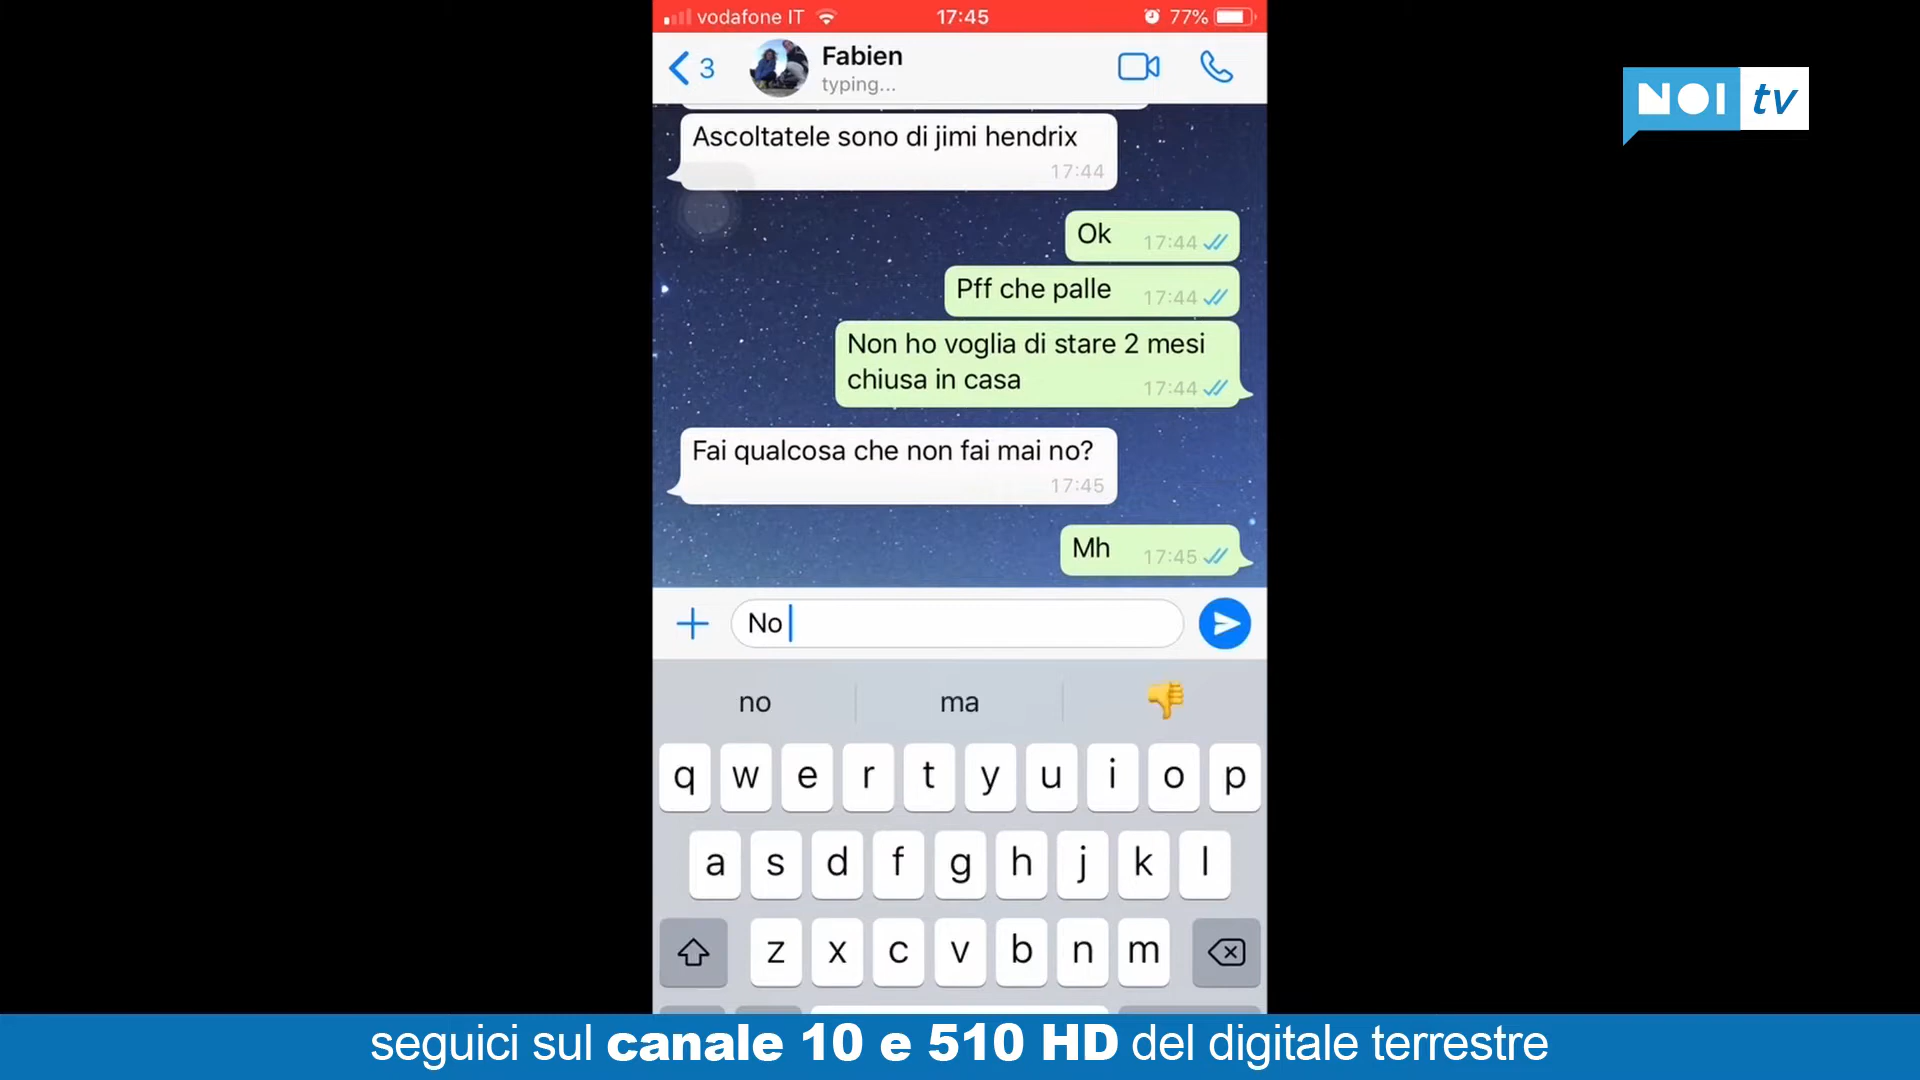 vodafone IT
17:45
77%
3
Fabien
typing...
NOI tv
Ascoltatele sono di jimi hendrix
17:44
Ok
17:44
Pff che palle
17:44
Non ho voglia di stare 2 mesi
chiusa in casa
17:44
Fai qualcosa che non fai mai no?
17:45
Mh
17:45
No
no ma
q w e r t y u i o p
a s d f g h j k l
z x c v b n m
seguici sul canale 10 e 510 HD del digitale terrestre